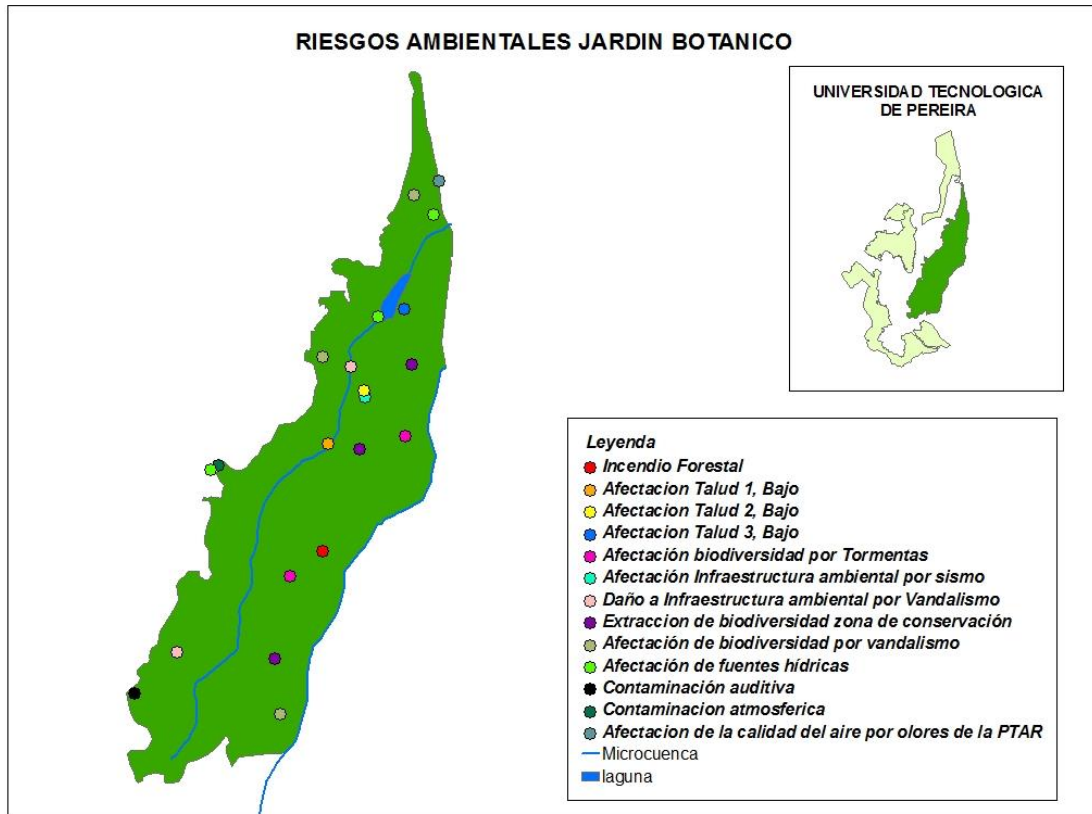 RIESGOS AMBIENTALES JARDIN BOTANICO
UNIVERSIDAD TECNOLOGICA
DE PEREIRA
Leyenda
Incendio Forestal
Afectacion Talud 1, Bajo
Afectacion Talud 2, Bajo
Afectacion Talud 3, Bajo
Afectación biodiversidad por Tormentas
Afectación Infraestructura ambiental por sismo
Daño a Infraestructura ambiental por Vandalismo
Extraccion de biodiversidad zona de conservación
Afectación de biodiversidad por vandalismo
Afectación de fuentes hídricas
Contaminación auditiva
Contaminacion atmosferica
Afectacion de la calidad del aire por olores de la PTAR
Microcuenca
laguna